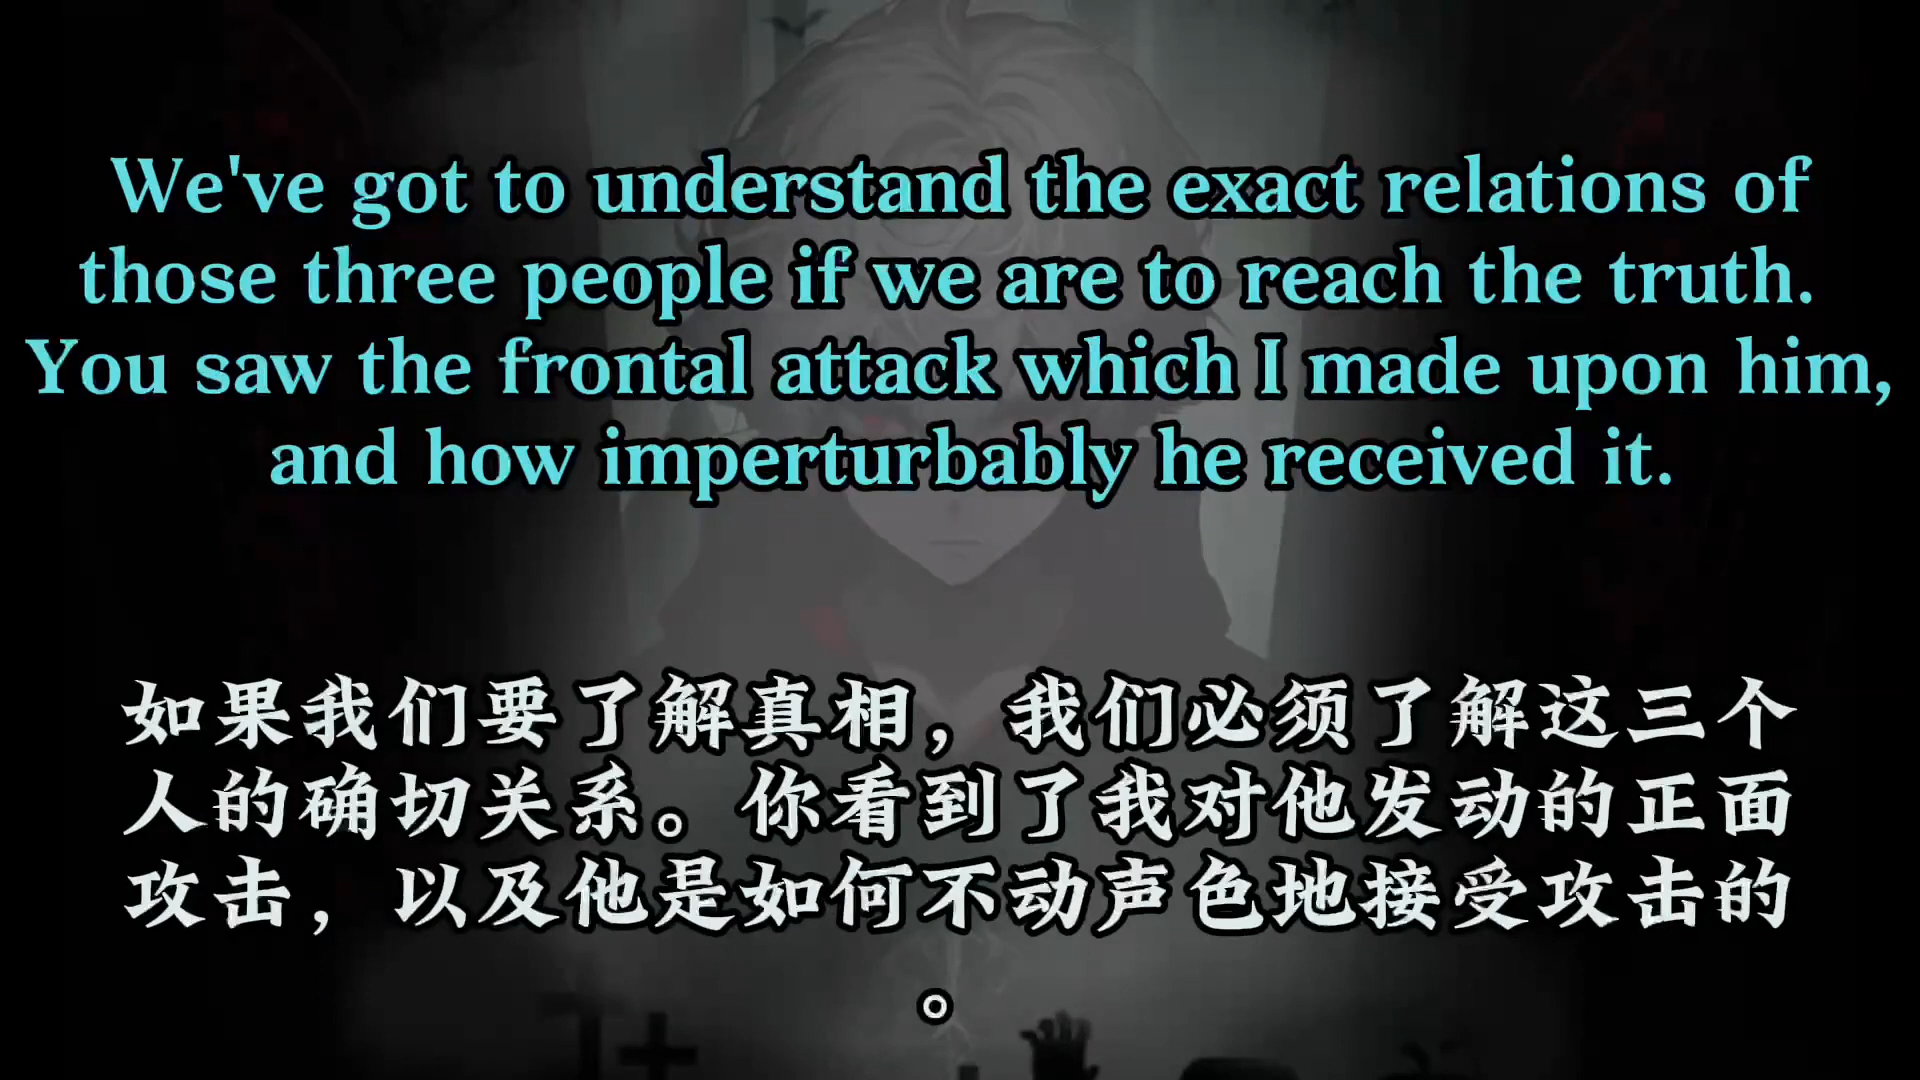 We've got to understand the exact relations of
those three people if we are to reach the truth.
You saw the frontal attack which I made upon him,
and how imperturbably he received it.
如果我们要了解真相，我们必须了解这三个
人的确切关系。你看到了我对他发动的正面
攻击，以及他是如何不动声色地接受攻击的
。